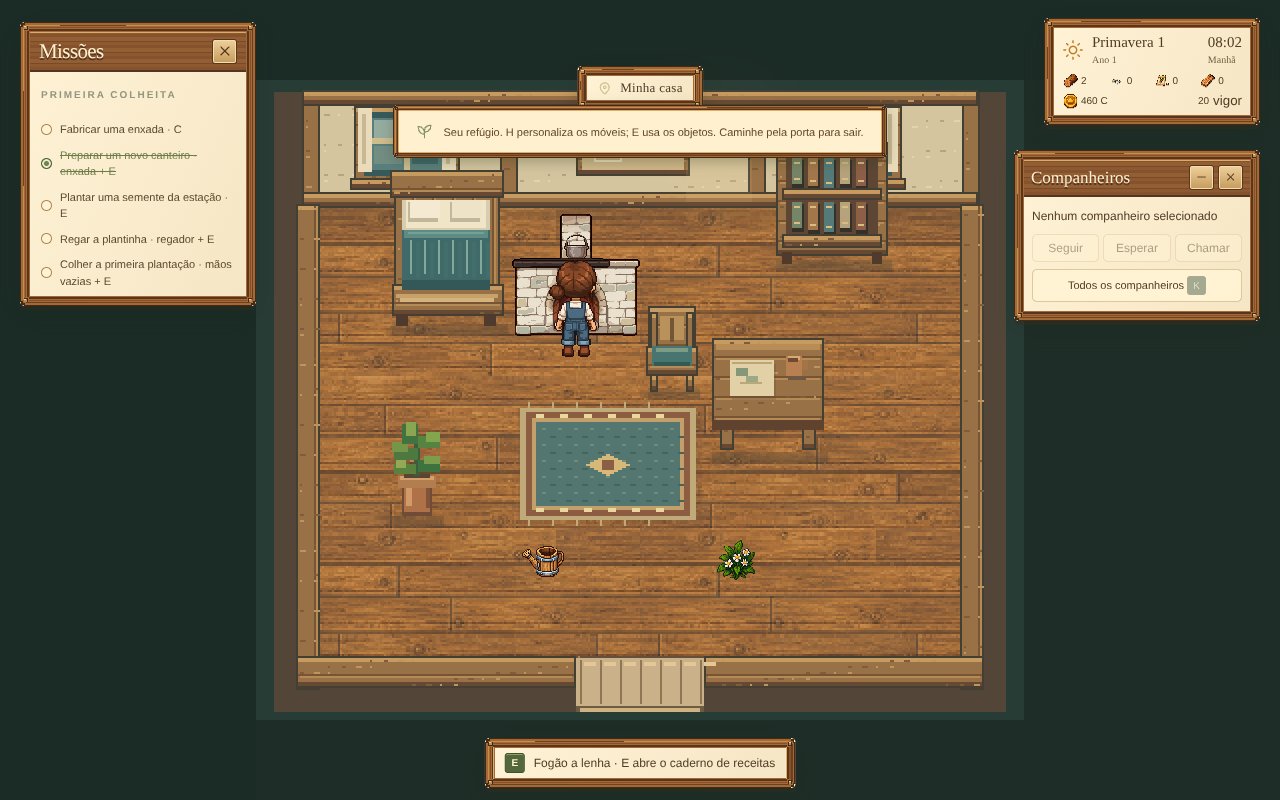 Missões
PRIMEIRA COLHEITA
Fabricar uma enxada · C
Preparar um novo canteiro ·
enxada + E
Plantar uma semente da estação ·
E
Regar a plantinha · regador + E
Colher a primeira plantação · mãos
vazias + E
Minha casa
Seu refúgio. H personaliza os móveis; E usa os objetos. Caminhe pela porta para sair.
Primavera 1 08:02
Ano 1 Manhã
2 0 0 0
460 C 20 vigor
Companheiros
Nenhum companheiro selecionado
Seguir Esperar Chamar
Todos os companheiros K
E Fogão a lenha · E abre o caderno de receitas